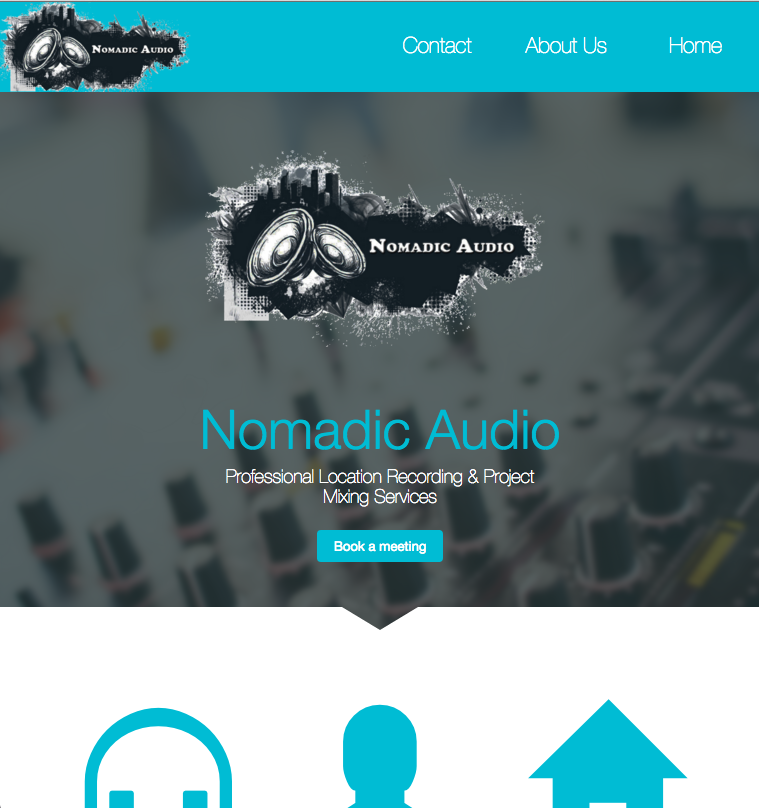 Nomadic Audio
Contact
About Us
Home
Nomadic Audio
Nomadic Audio
Professional Location Recording & Project
Mixing Services
Book a meeting